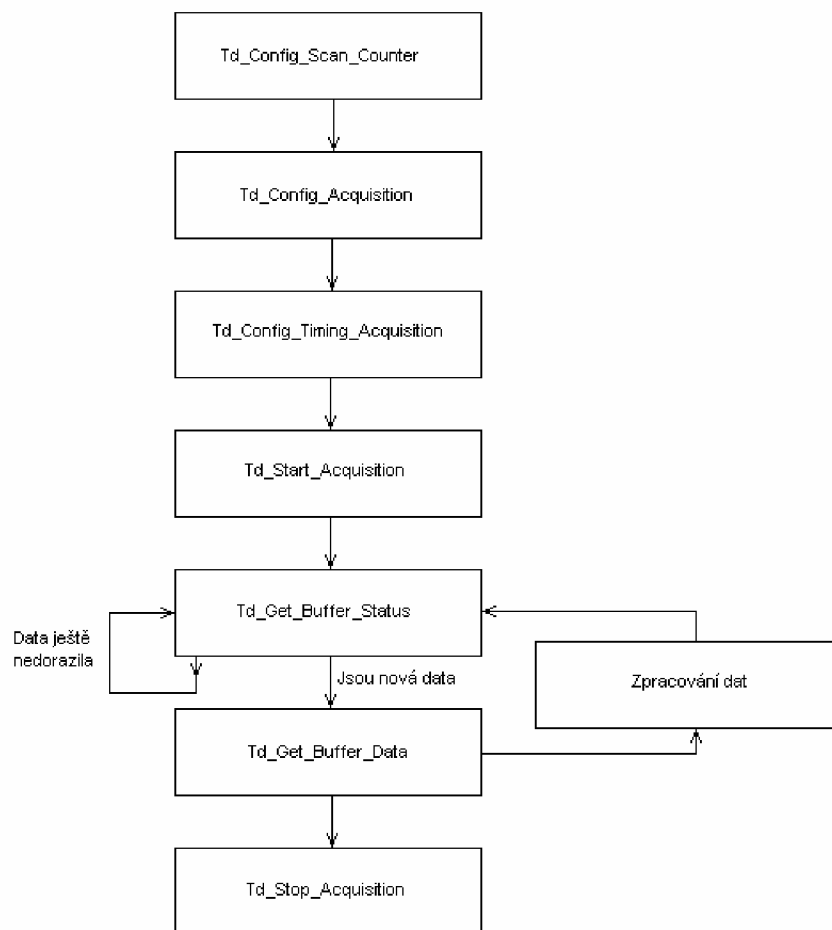 Td_Config_Scan_Counter
Td_Config_Acquisition
Td_Config_Timing_Acquisition
Td_Start_Acquisition
Td_Get_Buffer_Status
Data ještě
nedorazila
Jsou nová data
Zpracování dat
Td_Get_Buffer_Data
Td_Stop_Acquisition